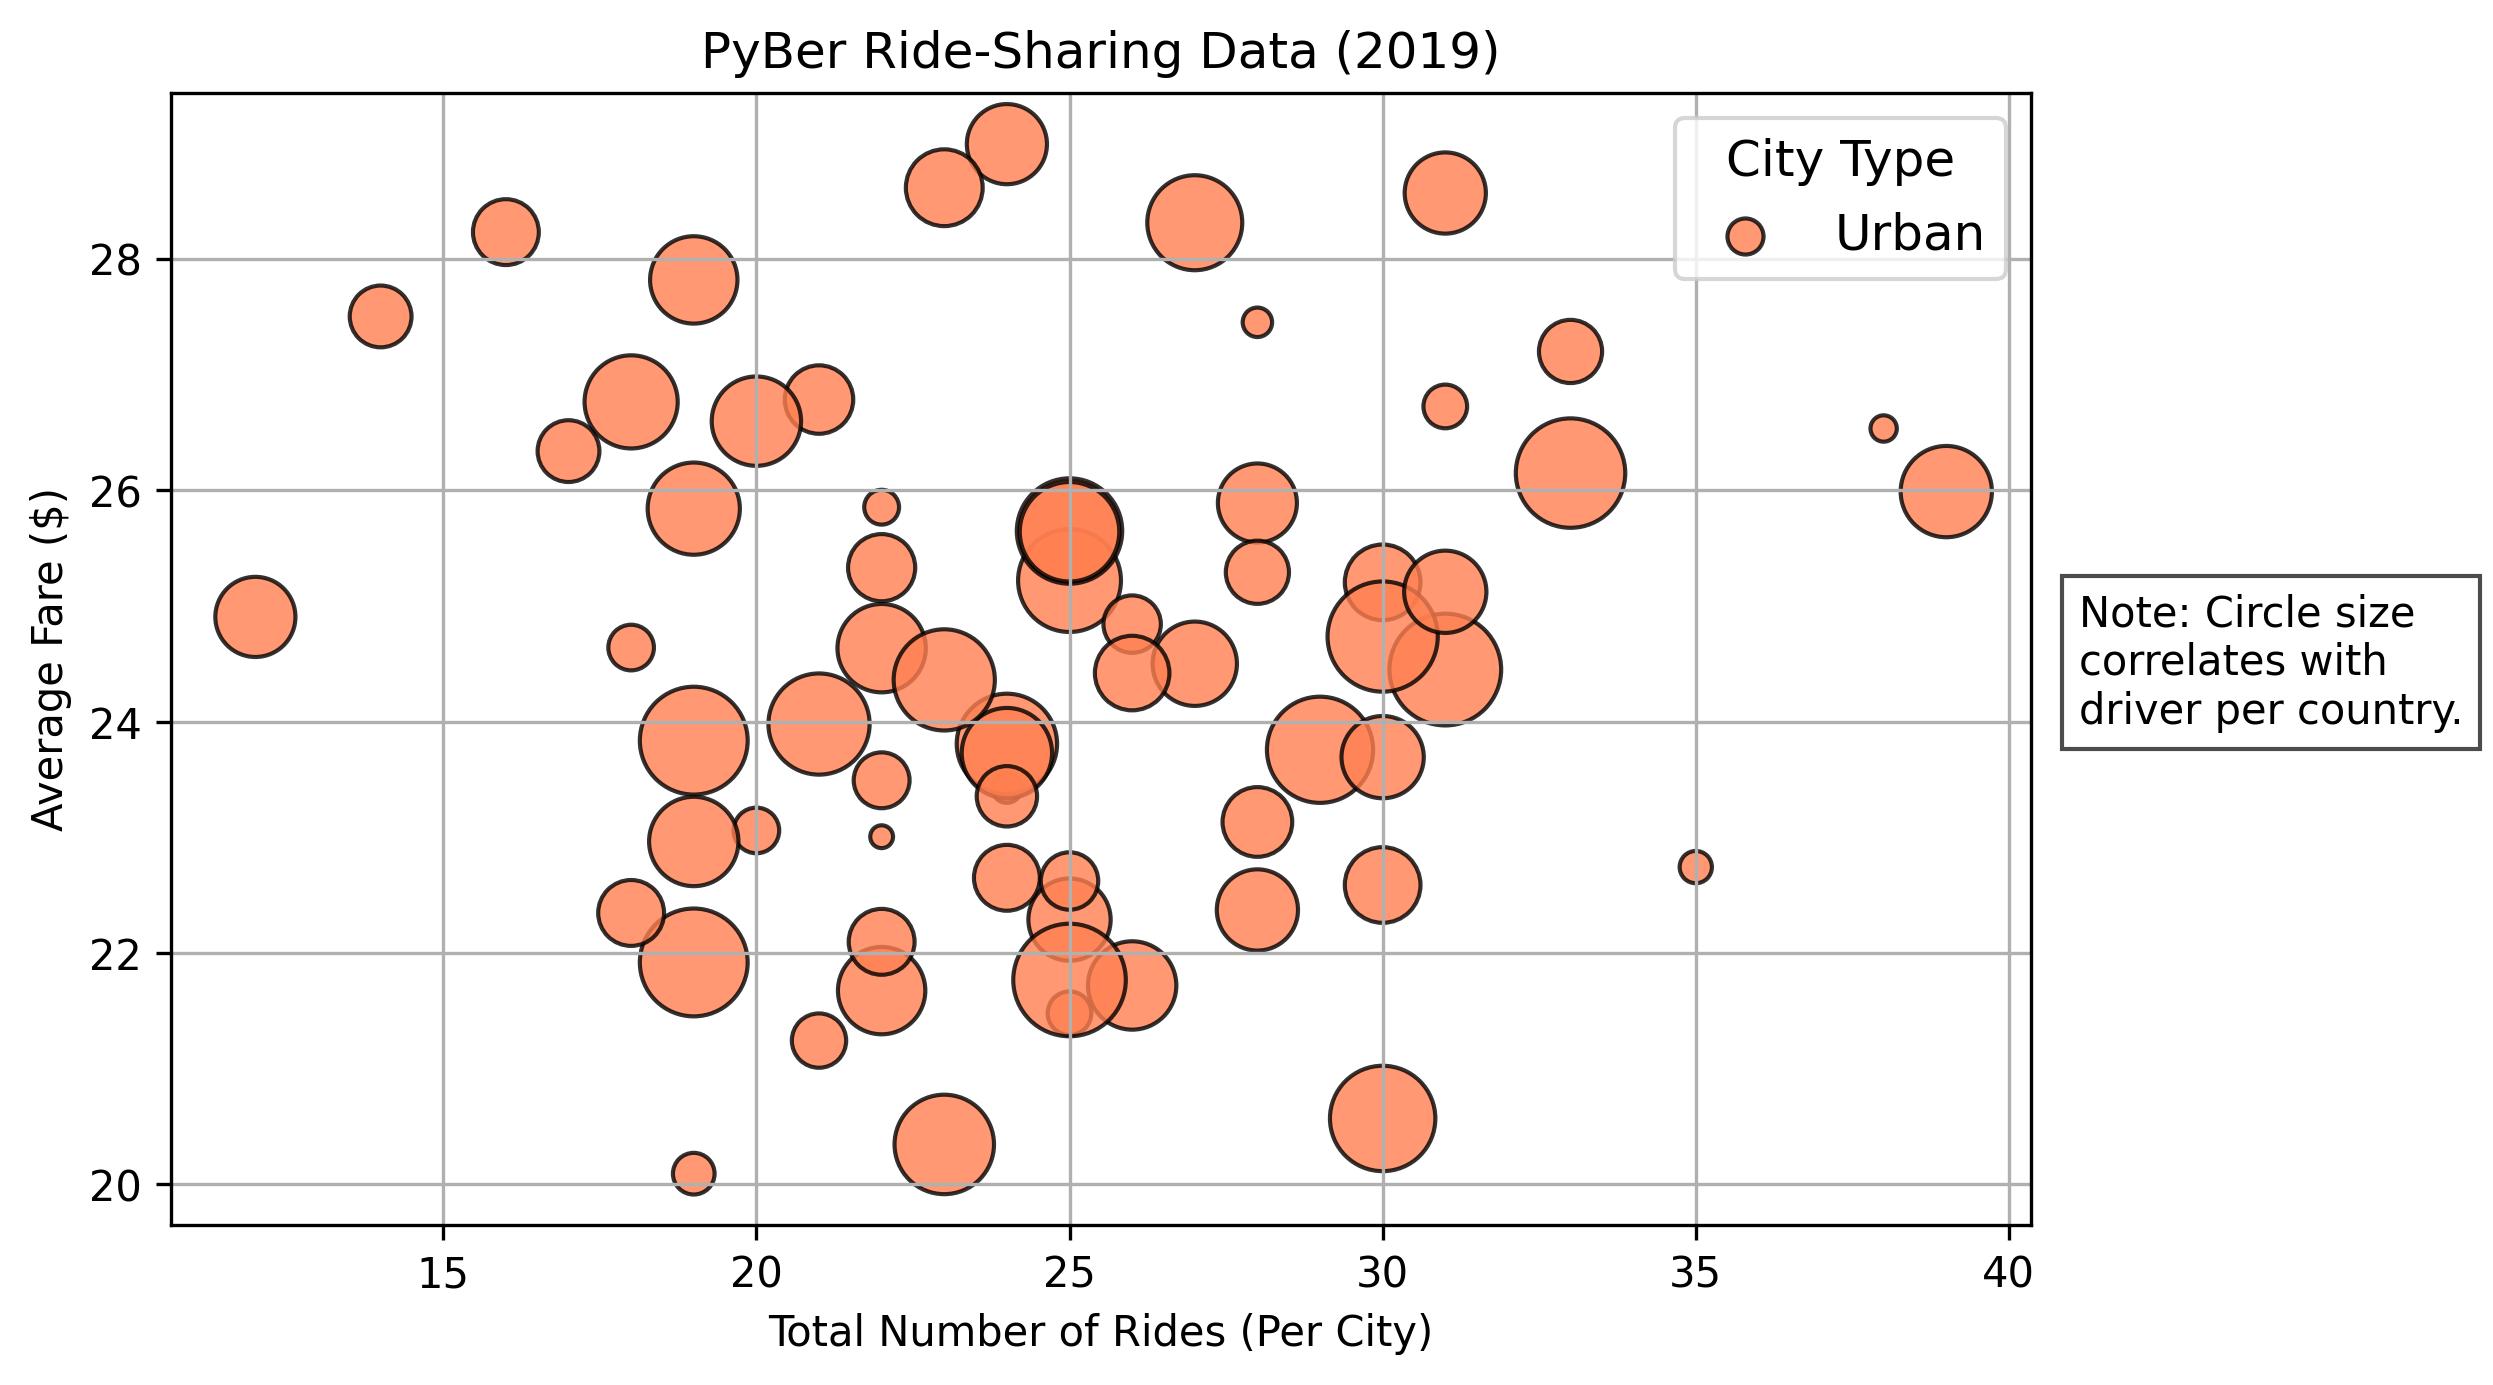 PyBer Ride-Sharing Data (2019)
City Type
Urban
28
26
24
22
20
Average Fare ($)
15
20
25
30
35
40
Total Number of Rides (Per City)
Note: Circle size
correlates with
driver per country.